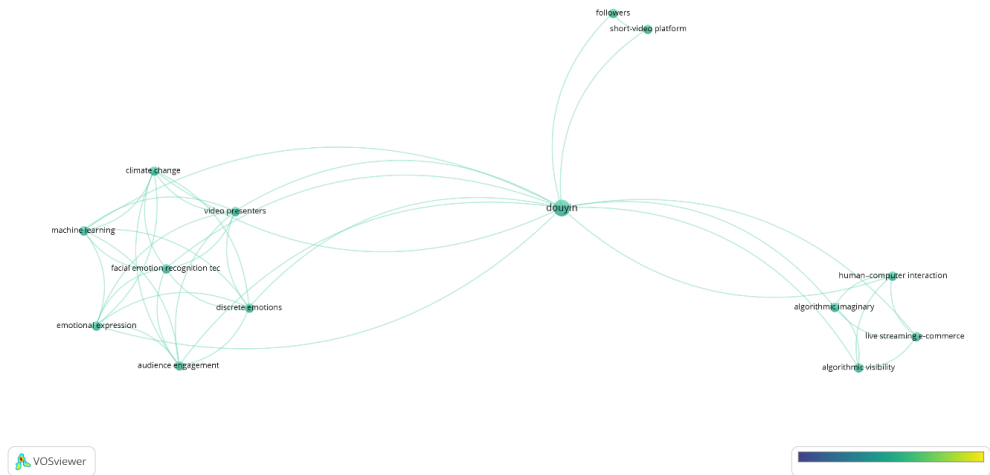 followers
short-video platform
climate change
douyin
video presenters
machine learning
facial emotion recognition tec
human–computer interaction
discrete emotions
algorithmic imaginary
emotional expression
live streaming e-commerce
audience engagement
algorithmic visibility
VOSviewer